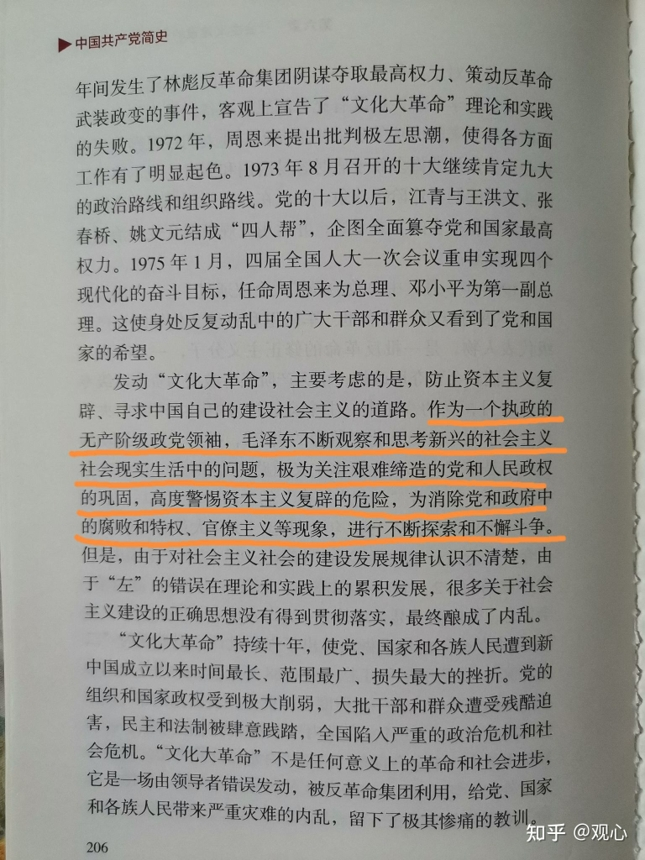 中国共产党简史
年间发生了林彪反革命集团阴谋夺取最高权力、策动反革命
武装政变的事件，客观上宣告了“文化大革命”理论和实践
的失败。1972年，周恩来提出批判极左思潮，使得各方面
工作有了明显起色。1973年8月召开的十大继续肯定九大
的政治路线和组织路线。党的十大以后，江青与王洪文、张
春桥、姚文元结成“四人帮”，企图全面篡夺党和国家最高
权力。1975年1月，四届全国人大一次会议重申实现四个
现代化的奋斗目标，任命周恩来为总理、邓小平为第一副总
理。这使身处反复动乱中的广大干部和群众又看到了党和国
家的希望。
发动“文化大革命”，主要考虑的是，防止资本主义复
辟、寻求中国自己的建设社会主义的道路。作为一个执政的
无产阶级政党领袖，毛泽东不断观察和思考新兴的社会主义
社会现实生活中的问题，极为关注艰难缔造的党和人民政权
的巩固，高度警惕资本主义复辟的危险，为消除党和政府中
的腐败和特权、官僚主义等现象，进行不断探索和不懈斗争。
但是，由于对社会主义社会的建设发展规律认识不清楚，由
于“左”的错误在理论和实践上的累积发展，很多关于社会
主义建设的正确思想没有得到贯彻落实，最终酿成了内乱。
“文化大革命”持续十年，使党、国家和各族人民遭到新
中国成立以来时间最长、范围最广、损失最大的挫折。党的
组织和国家政权受到极大削弱，大批干部和群众遭受残酷迫
害，民主和法制被肆意践踏，全国陷入严重的政治危机和社
会危机。“文化大革命”不是任何意义上的革命和社会进步，
它是一场由领导者错误发动，被反革命集团利用，给党、国家
和各族人民带来严重灾难的内乱，留下了极其惨痛的教训。
206
知乎 @观心